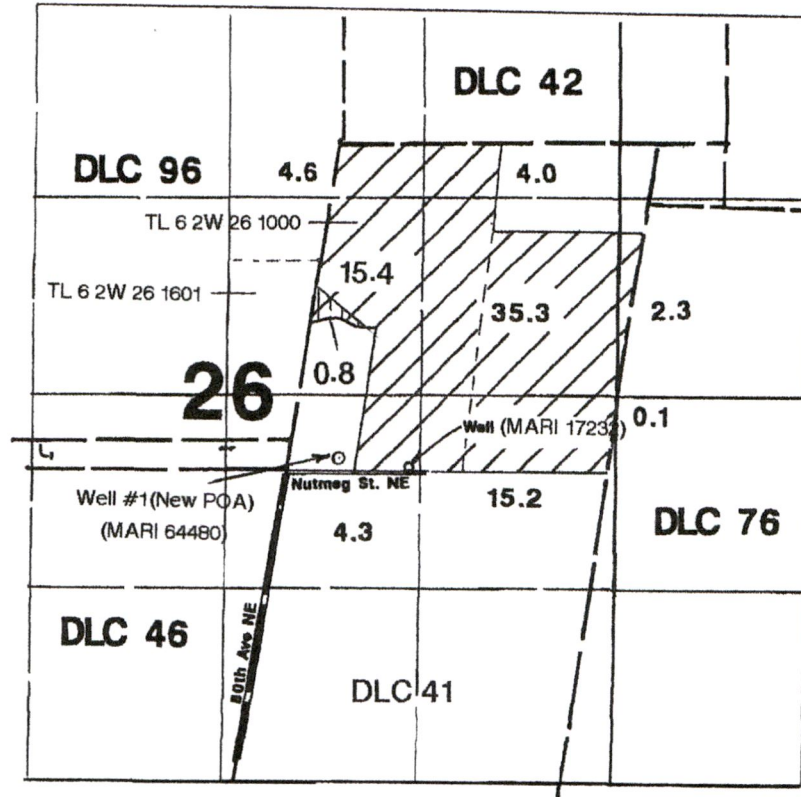 DLC 42
DLC 96
4.6
4.0
TL 6 2W 26 1000
15.4
TL 6 2W 26 1601
35.3
2.3
0.8
26
Well (MARI 17232)
0.1
Nutmeg St. NE
Well #1(New POA)
(MARI 64480)
15.2
4.3
DLC 76
80th Ave NE
DLC 46
DLC 41